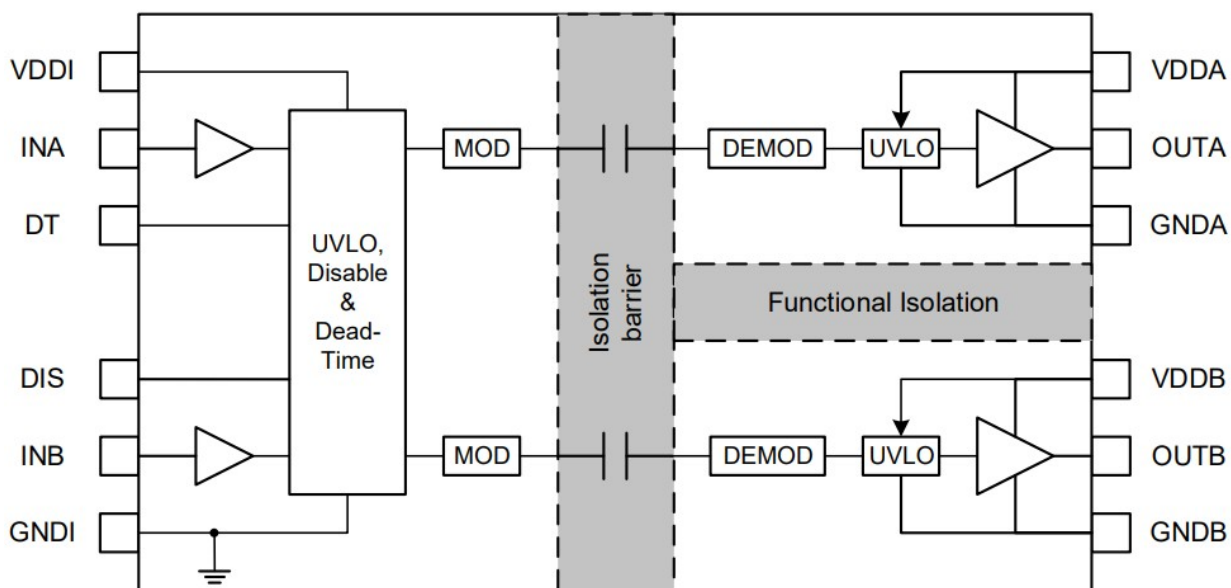 VDDI
INA
DT
DIS
INB
GNDI
UVLO,
Disable
&
Dead-
Time
MOD
MOD
Isolation
barrier
DEMOD
UVLO
Functional Isolation
DEMOD
UVLO
VDDA
OUTA
GNDA
VDDB
OUTB
GNDB